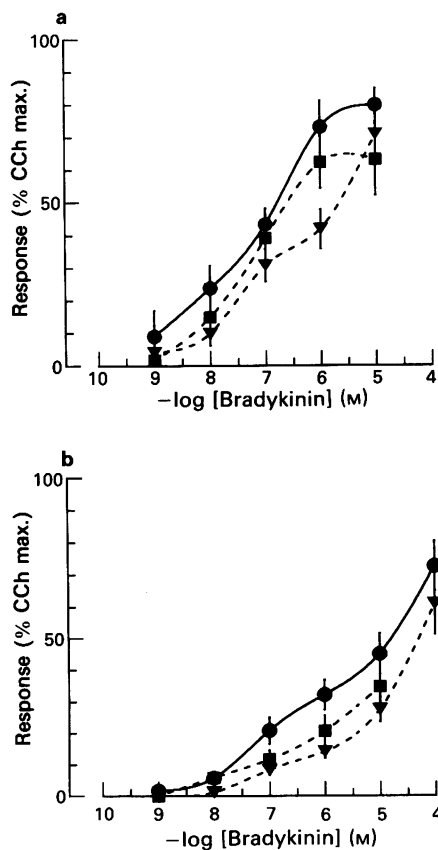 a
100
50
0
Response (% CCh max.)
10 9 8 7 6 5 4
−log [Bradykinin] (M)
b
100
50
0
Response (% CCh max.)
10 9 8 7 6 5 4
−log [Bradykinin] (M)